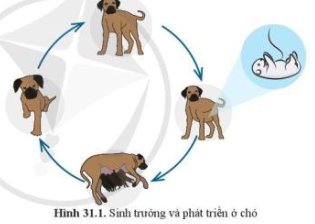 Hình 31.1. Sinh trưởng và phát triển ở chó